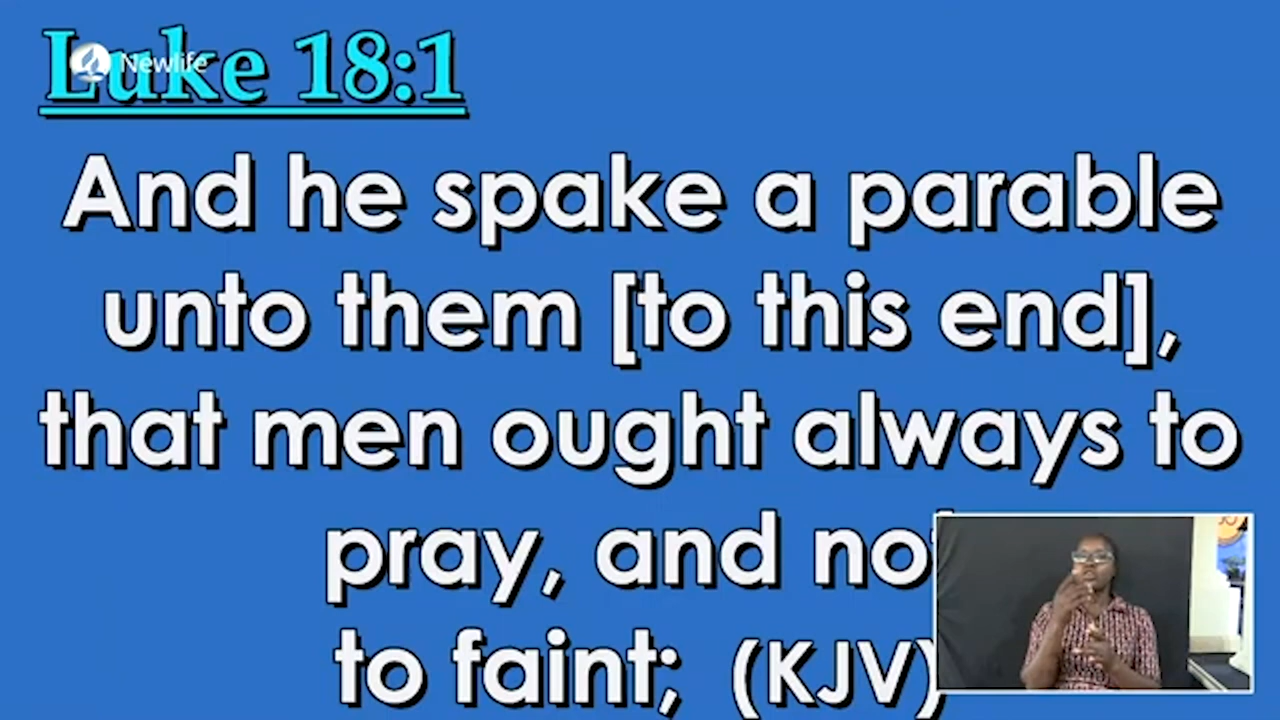 Luke 18:1
Newlife
And he spake a parable
unto them [to this end],
that men ought always to
pray, and not
to faint; (KJV)